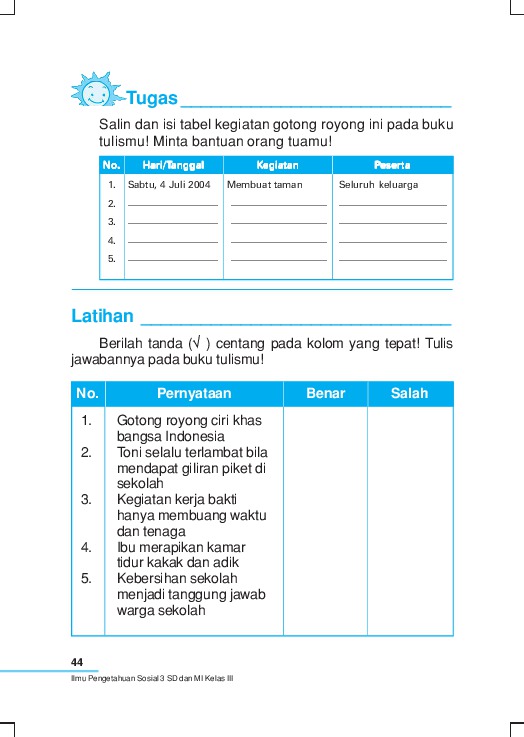 Tugas
Salin dan isi tabel kegiatan gotong royong ini pada buku
tulismu! Minta bantuan orang tuamu!
No. Hari/Tanggal Kegiatan Peserta
1. Sabtu, 4 Juli 2004 Membuat taman Seluruh keluarga
2.
3.
4.
5.
Latihan
Berilah tanda (√ ) centang pada kolom yang tepat! Tulis
jawabannya pada buku tulismu!
No. Pernyataan Benar Salah
1. Gotong royong ciri khas
bangsa Indonesia
2. Toni selalu terlambat bila
mendapat giliran piket di
sekolah
3. Kegiatan kerja bakti
hanya membuang waktu
dan tenaga
4. Ibu merapikan kamar
tidur kakak dan adik
5. Kebersihan sekolah
menjadi tanggung jawab
warga sekolah
44
Ilmu Pengetahuan Sosial 3 SD dan MI Kelas III